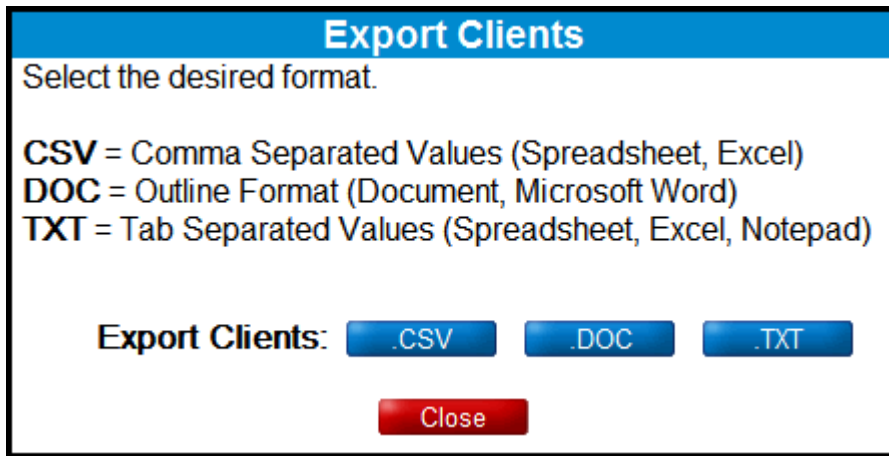 Export Clients
Select the desired format.
CSV = Comma Separated Values (Spreadsheet, Excel)
DOC = Outline Format (Document, Microsoft Word)
TXT = Tab Separated Values (Spreadsheet, Excel, Notepad)
Export Clients: .CSV .DOC .TXT
Close